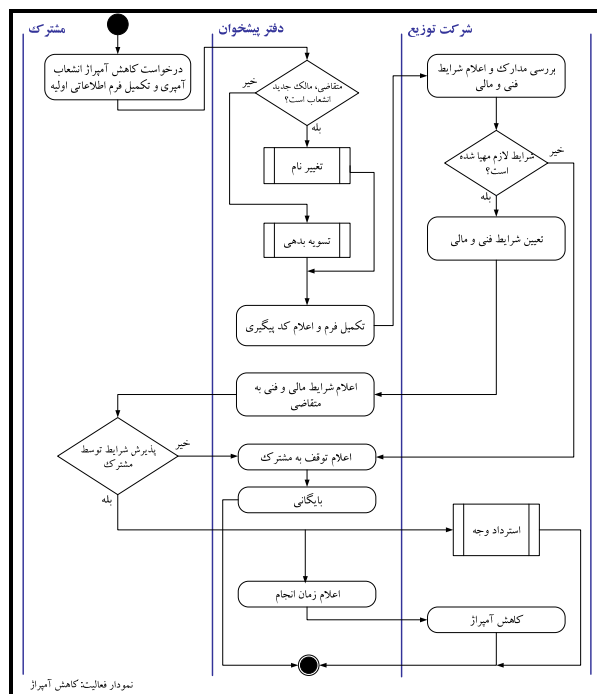 شرکت توزیع
دفتر پیشخوان
مشترک
درخواست کاهش آمپراژ انشعاب
آمپری و تکمیل فرم اطلاعاتی اولیه
متقاضی، مالک جدید
انشعاب است؟
خیر
بله
تغییر نام
تسویه بدهی
تکمیل فرم و اعلام کد پیگیری
بررسی مدارک و اعلام شرایط
فنی و مالی
شرایط لازم مهیا شده
است؟
خیر
بله
تعیین شرایط فنی و مالی
اعلام شرایط مالی و فنی به
متقاضی
پذیرش شرایط توسط
مشترک
خیر
بله
اعلام توقف به مشترک
بایگانی
استرداد وجه
اعلام زمان انجام
کاهش آمپراژ
نمودار فعالیت: کاهش آمپراژ